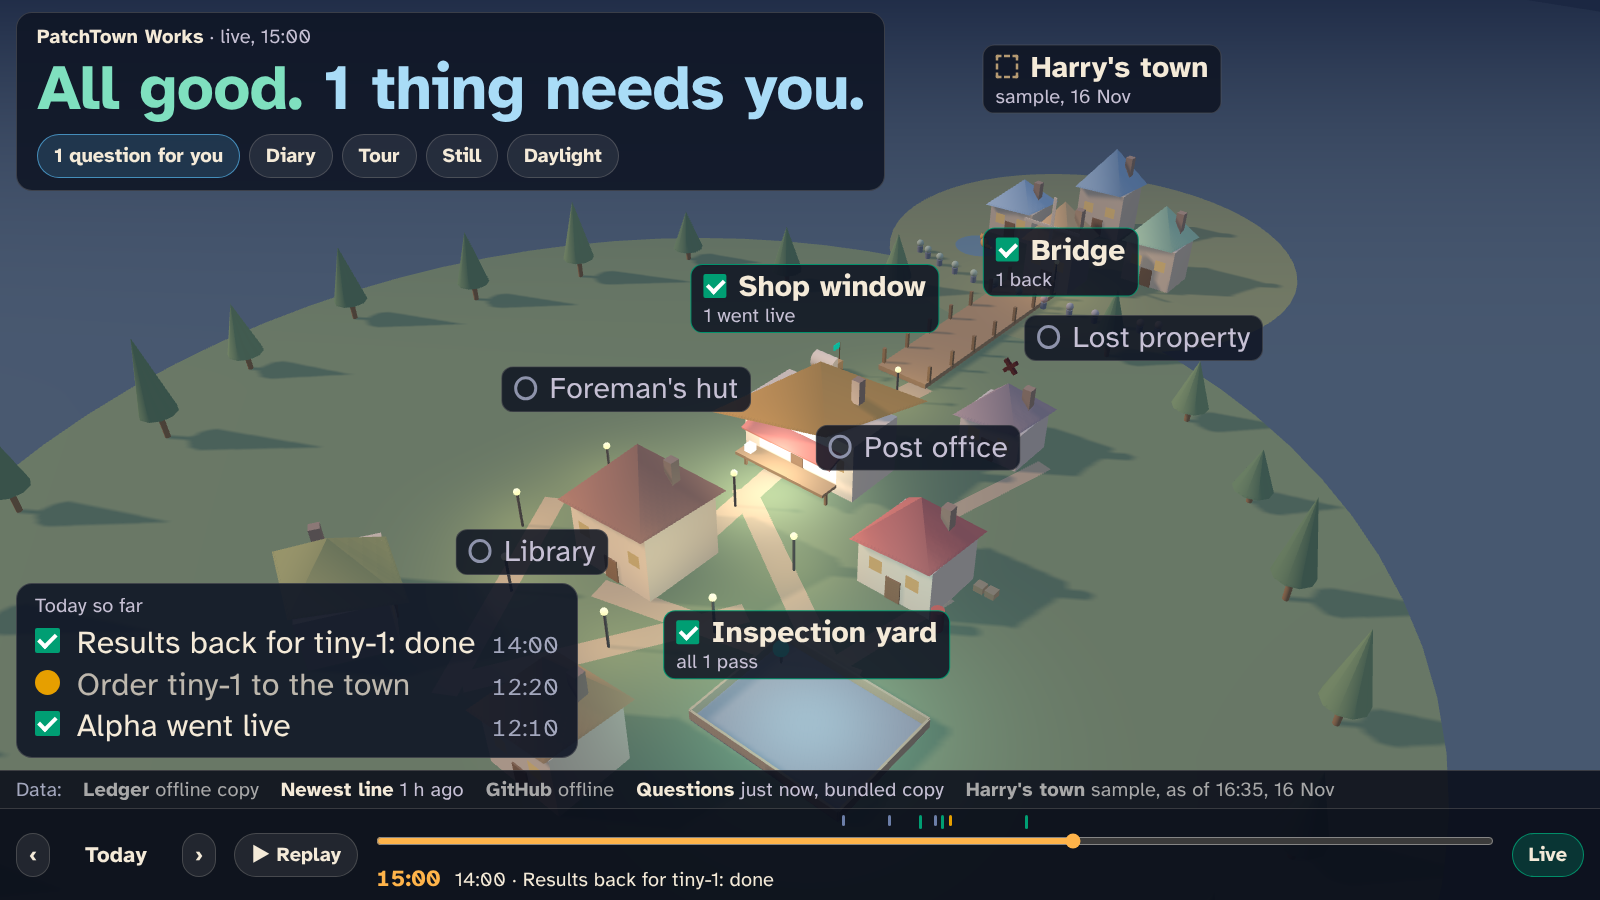 PatchTown Works · live, 15:00
All good. 1 thing needs you.
1 question for you
Diary
Tour
Still
Daylight
Harry's town
sample, 16 Nov
Bridge
1 back
Shop window
1 went live
Lost property
Foreman's hut
Post office
Library
Inspection yard
all 1 pass
Today so far
Results back for tiny-1: done 14:00
Order tiny-1 to the town 12:20
Alpha went live 12:10
Data: Ledger offline copy Newest line 1 h ago GitHub offline Questions just now, bundled copy Harry's town sample, as of 16:35, 16 Nov
‹ Today › ▶ Replay
Live
15:00 14:00 · Results back for tiny-1: done